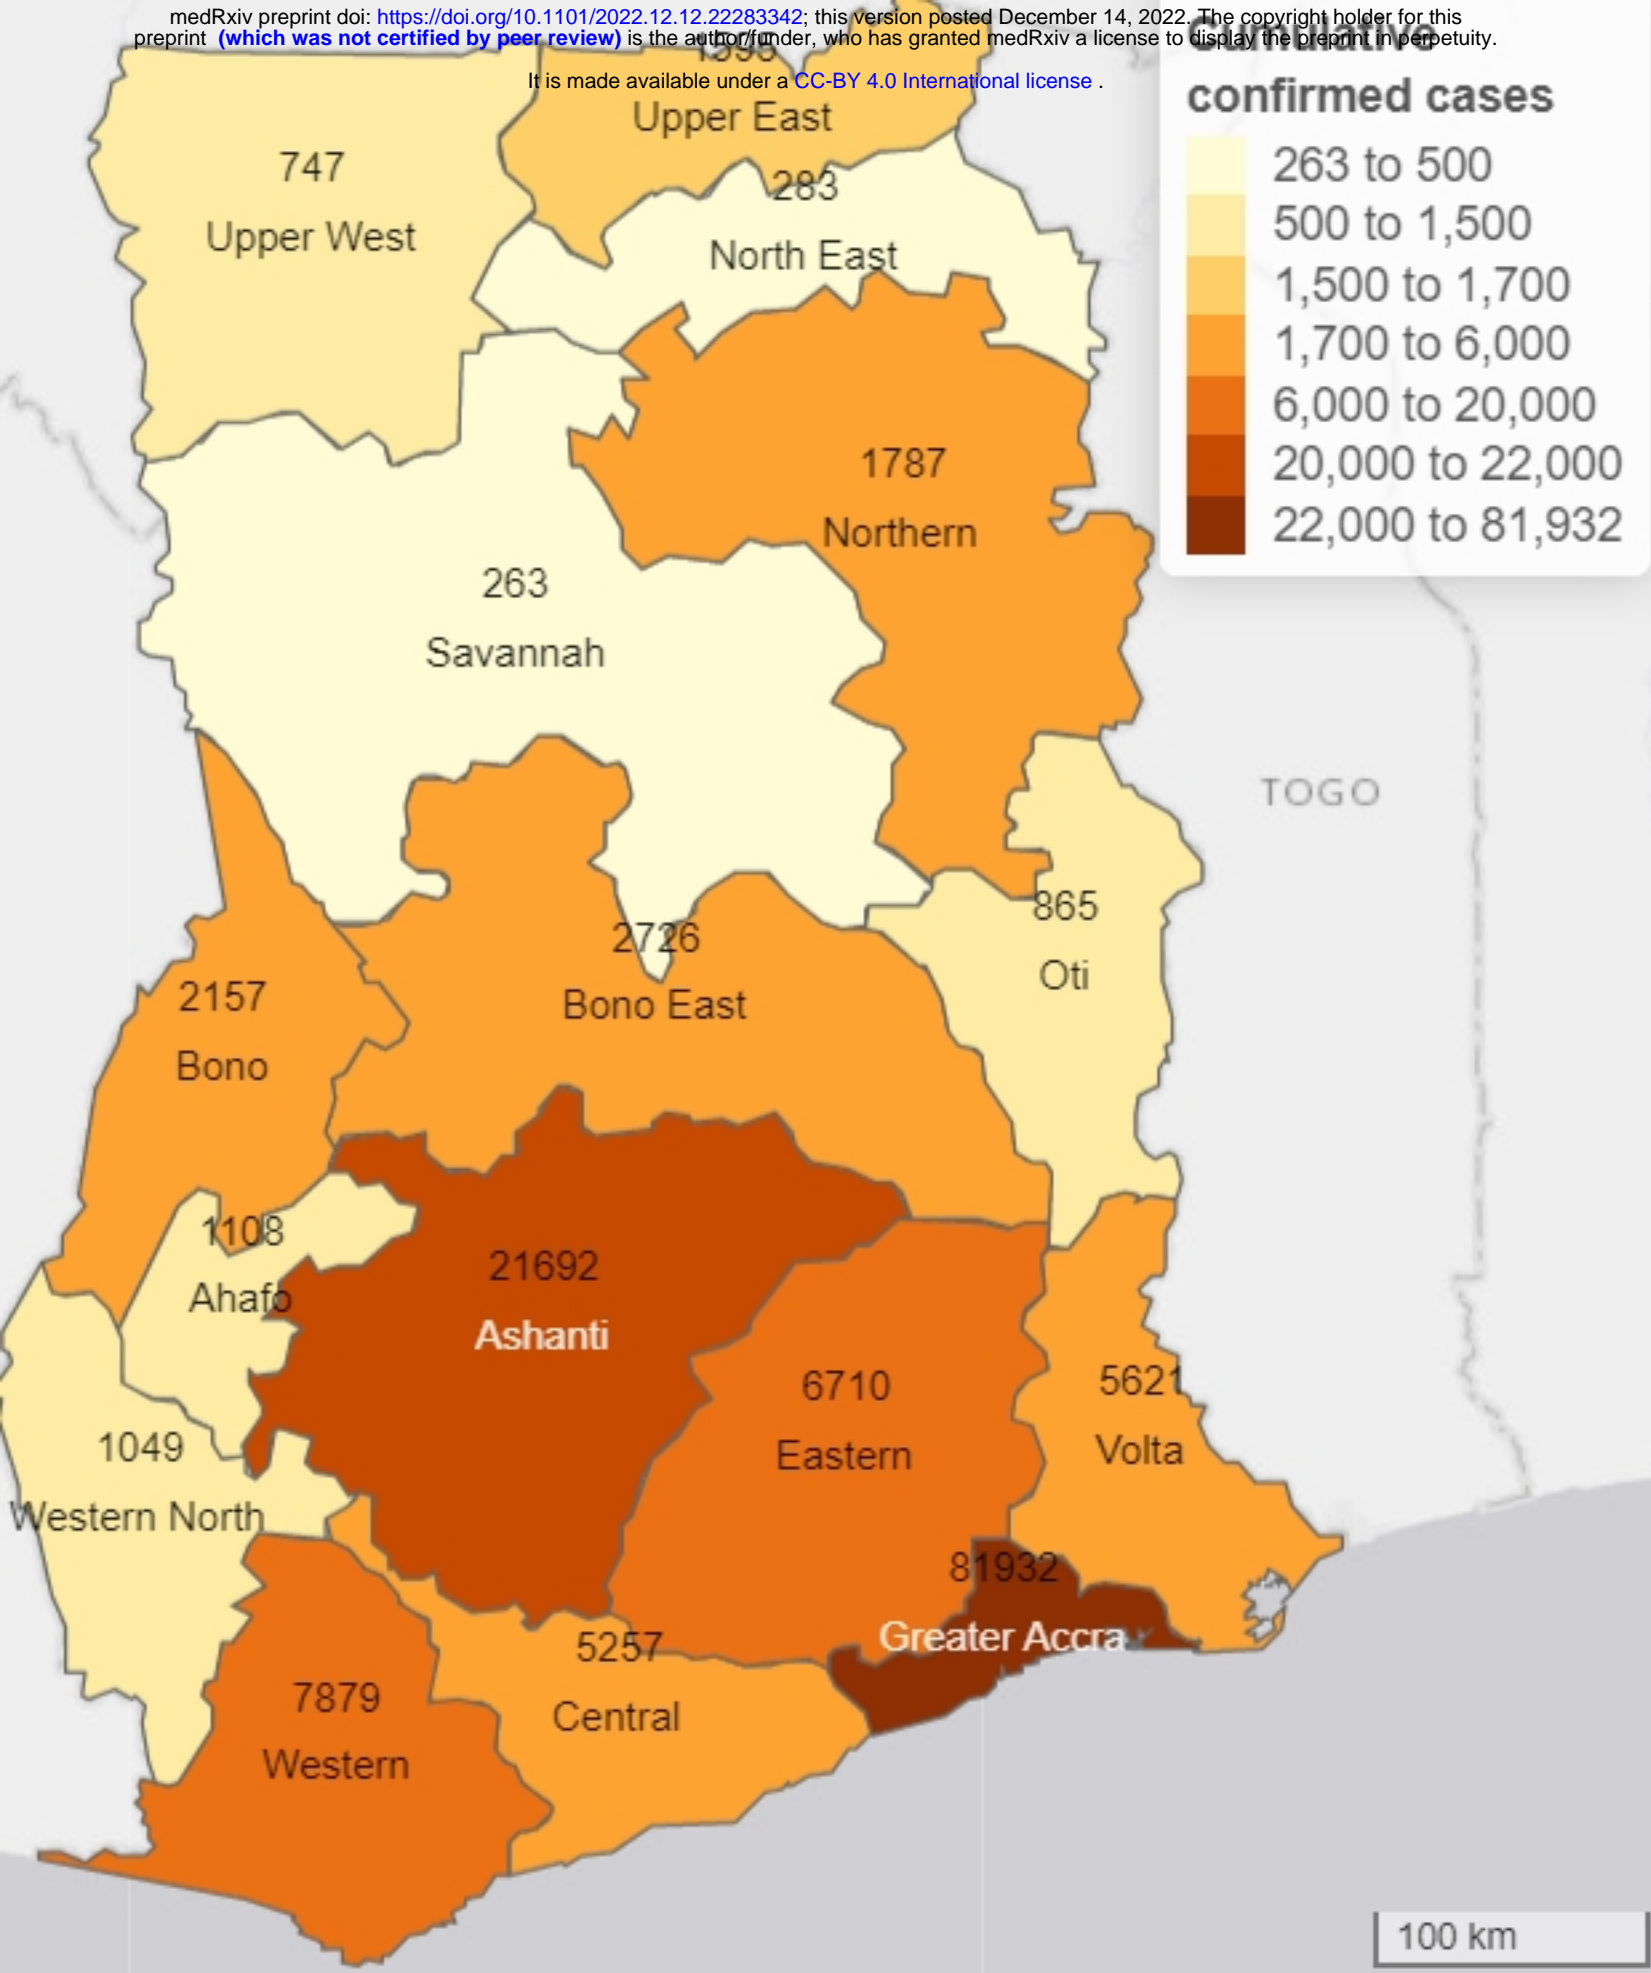 medRxiv preprint doi: https://doi.org/10.1101/2022.12.12.22283342; this version posted December 14, 2022. The copyright holder for this
preprint (which was not certified by peer review) is the author/funder, who has granted medRxiv a license to display the preprint in perpetuity.
It is made available under a CC-BY 4.0 International license .
Cumulative
confirmed cases
263 to 500
500 to 1,500
1,500 to 1,700
1,700 to 6,000
6,000 to 20,000
20,000 to 22,000
22,000 to 81,932
Upper East
747
Upper West
283
North East
1787
Northern
263
Savannah
TOGO
865
Oti
2726
Bono East
2157
Bono
1108
Ahafo
21692
Ashanti
6710
Eastern
5621
Volta
1049
Western North
81932
Greater Accra
5257
Central
7879
Western
100 km